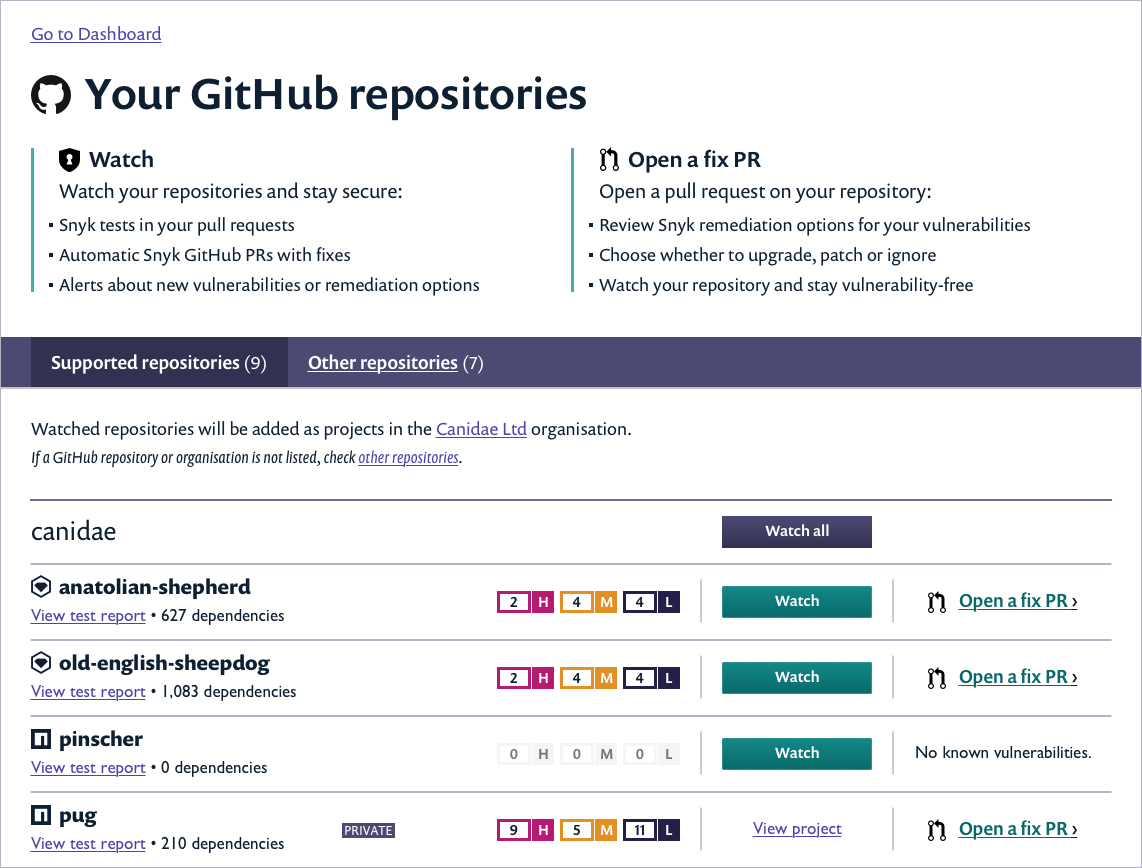 Go to Dashboard
Your GitHub repositories
Watch
Watch your repositories and stay secure:
▪ Snyk tests in your pull requests
▪ Automatic Snyk GitHub PRs with fixes
▪ Alerts about new vulnerabilities or remediation options
Open a fix PR
Open a pull request on your repository:
▪ Review Snyk remediation options for your vulnerabilities
▪ Choose whether to upgrade, patch or ignore
▪ Watch your repository and stay vulnerability-free
Supported repositories (9) Other repositories (7)
Watched repositories will be added as projects in the Canidae Ltd organisation.
If a GitHub repository or organisation is not listed, check other repositories.
canidae Watch all
anatolian-shepherd
View test report • 627 dependencies
2 H 4 M 4 L Watch Open a fix PR ›
old-english-sheepdog
View test report • 1,083 dependencies
2 H 4 M 4 L Watch Open a fix PR ›
pinscher
View test report • 0 dependencies
0 H 0 M 0 L Watch No known vulnerabilities.
pug
View test report • 210 dependencies
PRIVATE 9 H 5 M 11 L View project Open a fix PR ›